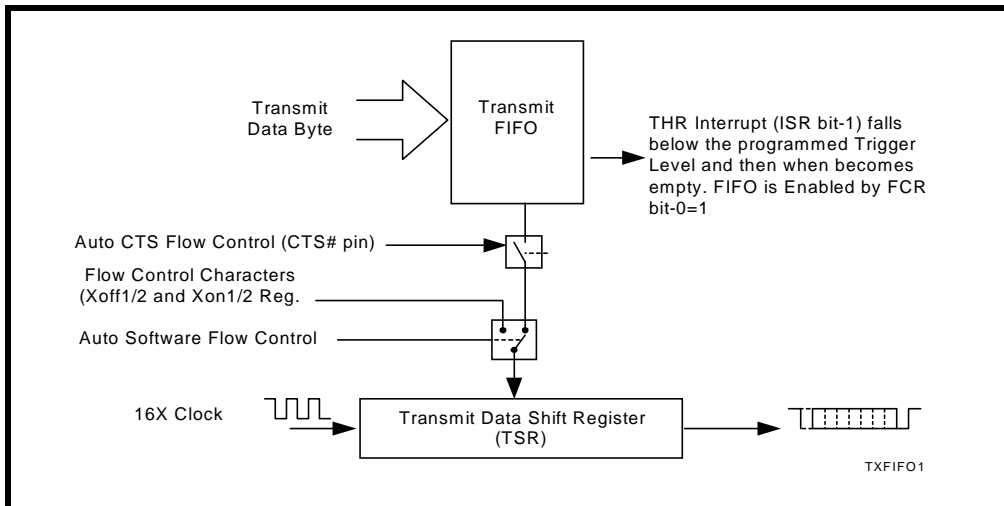 Transmit
Data Byte
Transmit
FIFO
THR Interrupt (ISR bit-1) falls
below the programmed Trigger
Level and then when becomes
empty. FIFO is Enabled by FCR
bit-0=1
Auto CTS Flow Control (CTS# pin)
Flow Control Characters
(Xoff1/2 and Xon1/2 Reg.
Auto Software Flow Control
16X Clock
Transmit Data Shift Register
(TSR)
TXFIFO1